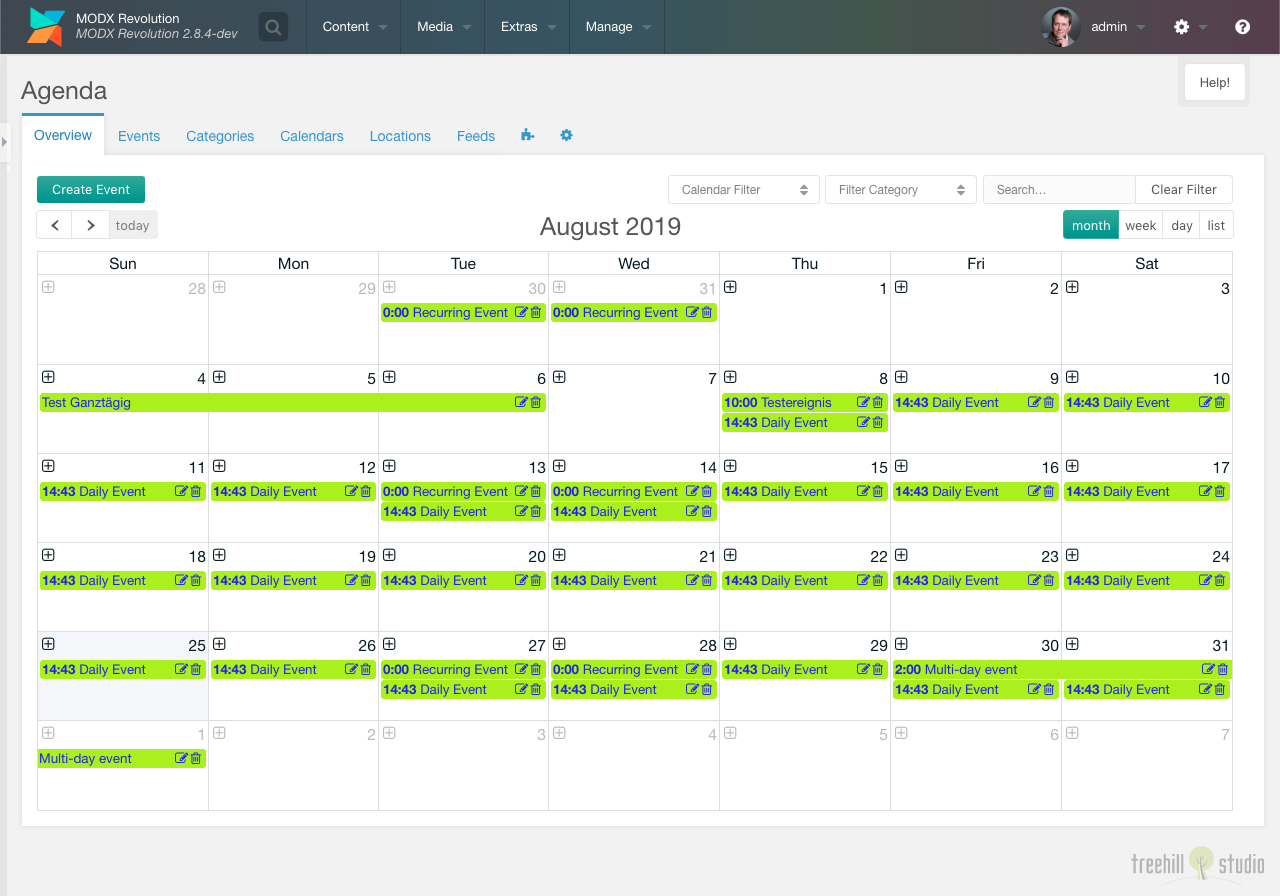 MODX Revolution
MODX Revolution 2.8.4-dev
Content Media Extras Manage admin
Agenda
Help!
Overview Events Categories Calendars Locations Feeds
Create Event Calendar Filter Filter Category Search... Clear Filter
today August 2019 month week day list
Sun Mon Tue Wed Thu Fri Sat
28 29 30 31 1 2 3
0:00 Recurring Event 0:00 Recurring Event
4 5 6 7 8 9 10
Test Ganztägig 10:00 Testereignis 14:43 Daily Event 14:43 Daily Event
14:43 Daily Event
11 12 13 14 15 16 17
14:43 Daily Event 14:43 Daily Event 0:00 Recurring Event 0:00 Recurring Event 14:43 Daily Event 14:43 Daily Event 14:43 Daily Event
14:43 Daily Event 14:43 Daily Event
18 19 20 21 22 23 24
14:43 Daily Event 14:43 Daily Event 14:43 Daily Event 14:43 Daily Event 14:43 Daily Event 14:43 Daily Event 14:43 Daily Event
25 26 27 28 29 30 31
14:43 Daily Event 14:43 Daily Event 0:00 Recurring Event 0:00 Recurring Event 14:43 Daily Event 2:00 Multi-day event
14:43 Daily Event 14:43 Daily Event 14:43 Daily Event 14:43 Daily Event
1 2 3 4 5 6 7
Multi-day event
treehill studio